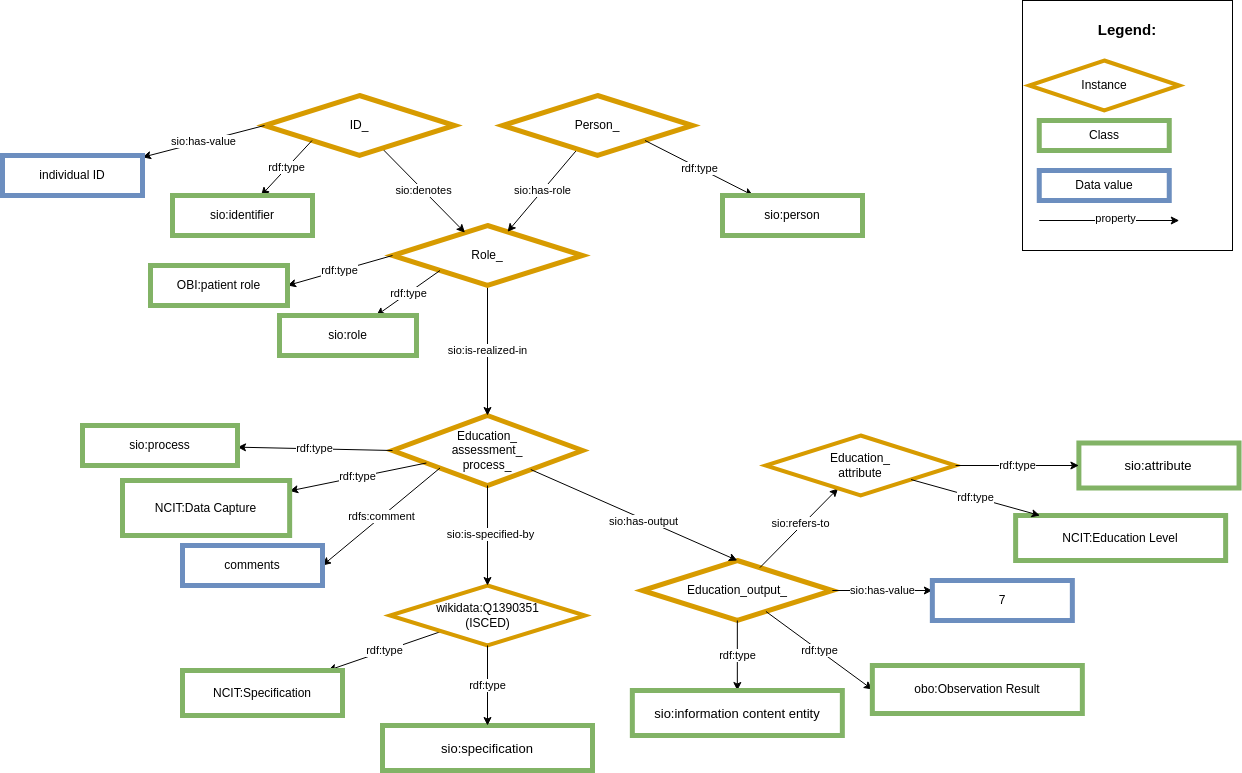 Legend:
Instance
Class
Data value
property
ID_
Person_
sio:has-value
individual ID
rdf:type
sio:identifier
sio:denotes
sio:has-role
rdf:type
sio:person
Role_
rdf:type
OBI:patient role
rdf:type
sio:role
sio:is-realized-in
Education_
assessment_
process_
rdf:type
sio:process
rdf:type
NCIT:Data Capture
rdfs:comment
comments
sio:is-specified-by
sio:has-output
Education_
attribute_
rdf:type
sio:attribute
rdf:type
NCIT:Education Level
sio:refers-to
Education_output_
sio:has-value
7
wikidata:Q1390351
(ISCED)
rdf:type
NCIT:Specification
rdf:type
sio:specification
rdf:type
sio:information content entity
rdf:type
obo:Observation Result